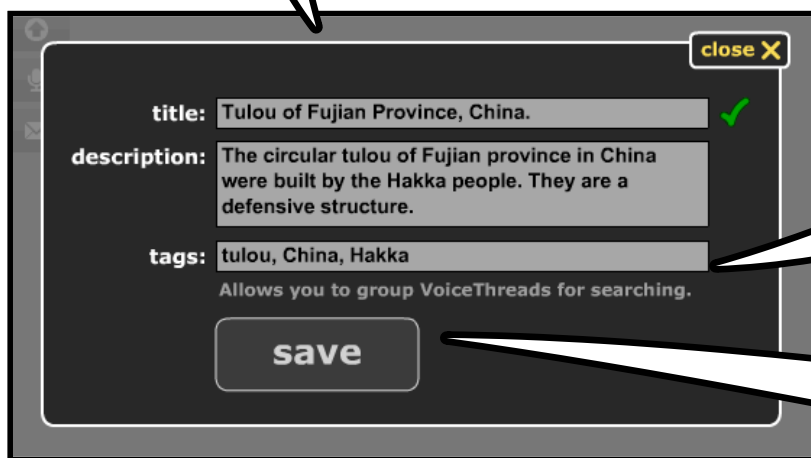 close X
title: Tulou of Fujian Province, China.
description: The circular tulou of Fujian province in China
were built by the Hakka people. They are a
defensive structure.
tags: tulou, China, Hakka
Allows you to group VoiceThreads for searching.
save